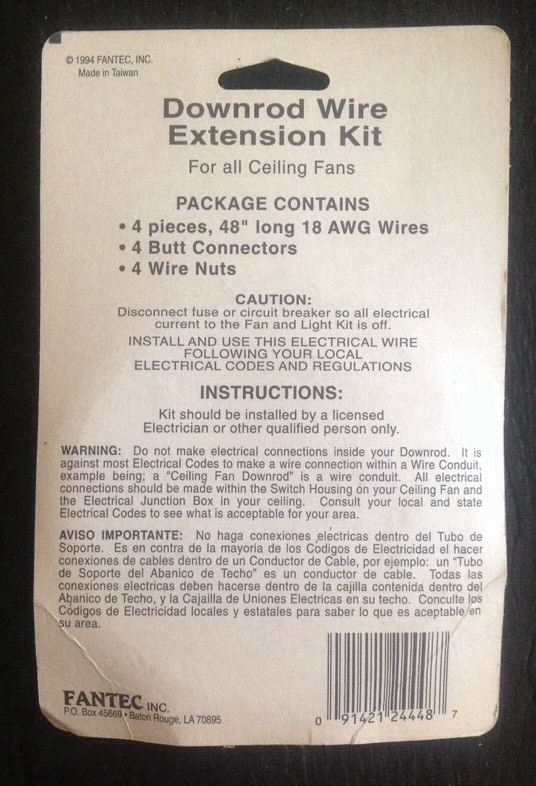 © 1994 FANTEC, INC.
Made in Taiwan
Downrod Wire
Extension Kit
For all Ceiling Fans
PACKAGE CONTAINS
• 4 pieces, 48" long 18 AWG Wires
• 4 Butt Connectors
• 4 Wire Nuts
CAUTION:
Disconnect fuse or circuit breaker so all electrical
current to the Fan and Light Kit is off.
INSTALL AND USE THIS ELECTRICAL WIRE
FOLLOWING YOUR LOCAL
ELECTRICAL CODES AND REGULATIONS
INSTRUCTIONS:
Kit should be installed by a licensed
Electrician or other qualified person only.
WARNING: Do not make electrical connections inside your Downrod. It is
against most Electrical Codes to make a wire connection within a Wire Conduit,
example being; a "Ceiling Fan Downrod" is a wire conduit. All electrical
connections should be made within the Switch Housing on your Ceiling Fan and
the Electrical Junction Box in your ceiling. Consult your local and state
Electrical Codes to see what is acceptable for your area.
AVISO IMPORTANTE: No haga conexiones electricas dentro del Tubo de
Soporte. Es en contra de la mayoria de los Codigos de Electricidad el hacer
conexiones de cables dentro de un Conductor de Cable, por ejemplo: un "Tubo
de Soporte del Abanico de Techo" es un conductor de cable. Todas las
conexiones electricas deben hacerse dentro de la cajilla contenida dentro del
Abanico de Techo, y la Cajailla de Uniones Electricas en su techo. Conculte los
Códigos de Electricidad locales y estatales para saber lo que es aceptable en
su area.
FANTEC INC.
P.O. Box 45669 • Baton Rouge, LA 70895
0 91421 24448 7